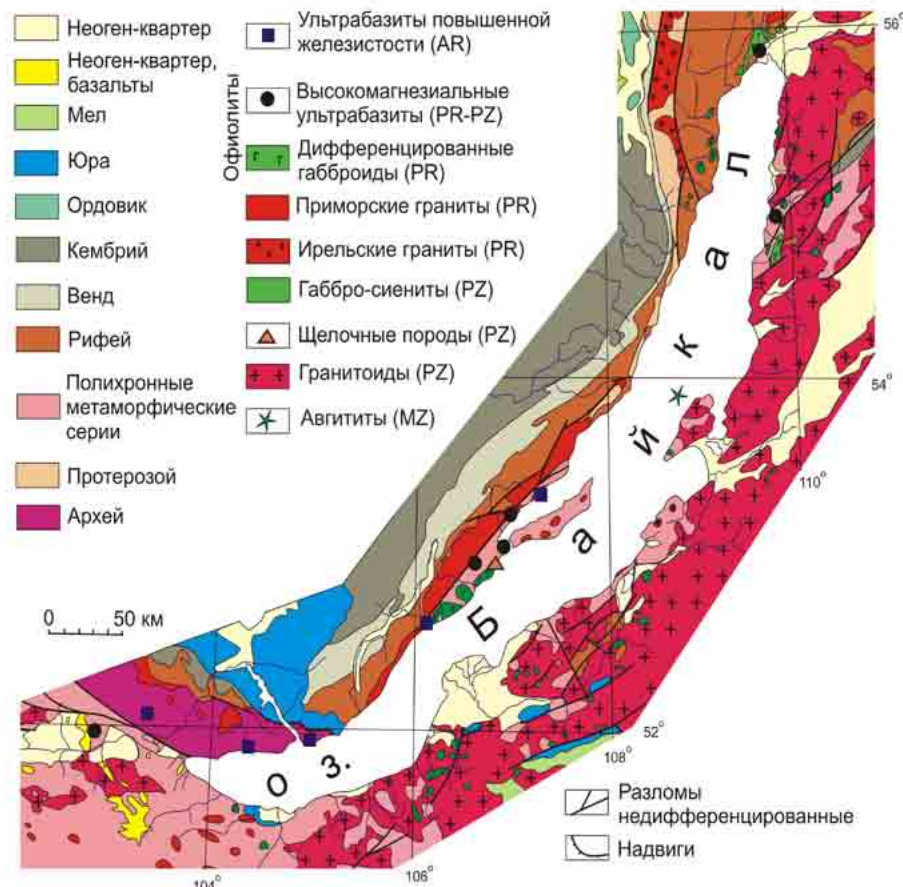 Неоген-квартер
Неоген-квартер,
базальты
Мел
Юра
Ордовик
Кембрий
Венд
Рифей
Полихронные
метаморфические
серии
Протерозой
Архей
Офиолиты
Ультрабазиты повышенной
железистости (AR)
Высокомагнезиальные
ультрабазиты (PR-PZ)
Дифференцированные
габброиды (PR)
Приморские граниты (PR)
Ирельские граниты (PR)
Габбро-сиениты (PZ)
Щелочные породы (PZ)
Гранитоиды (PZ)
Авгититы (MZ)
0 50 км
оз. Байкал
56°
54°
110°
52°
108°
106°
104°
Разломы
недифференцированные
Надвиги